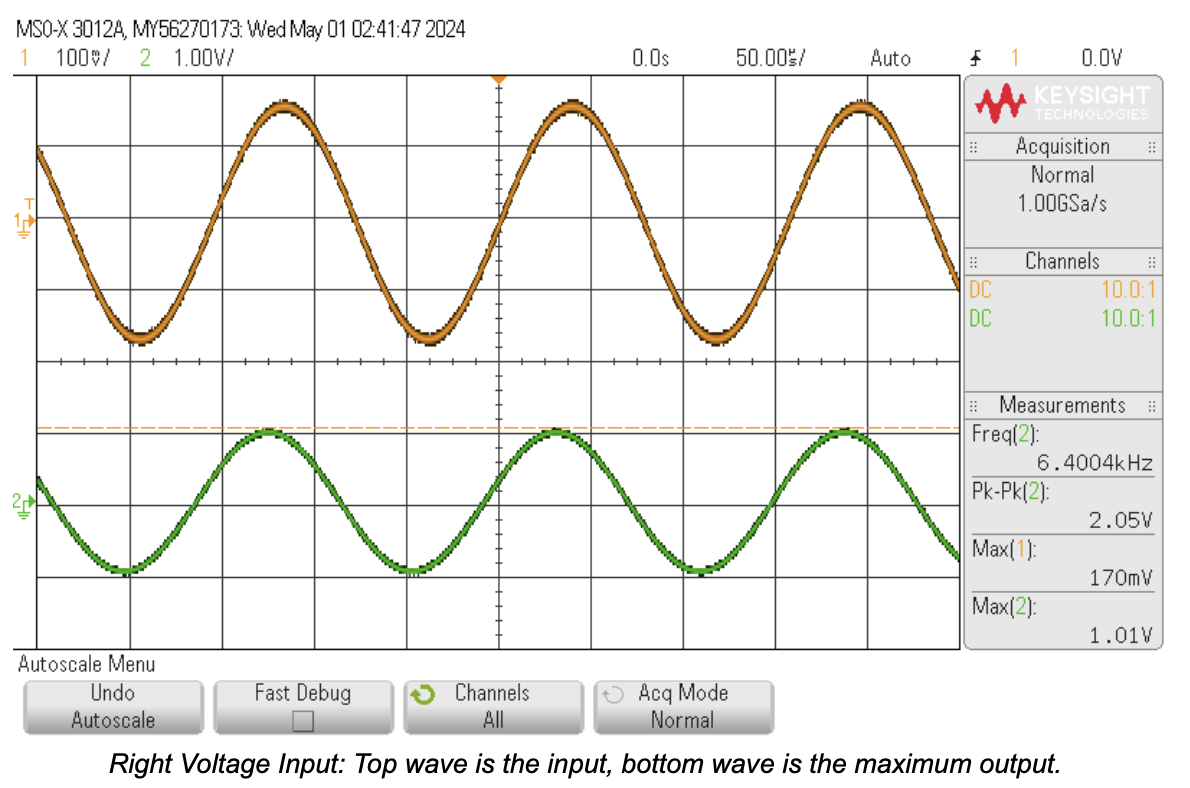 MSO-X 3012A, MY56270173: Wed May 01 02:41:47 2024
1 100mV/ 2 1.00V/ 0.0s 50.00us/ Auto 1 0.0V
KEYSIGHT
TECHNOLOGIES
Acquisition
Normal
1.00GSa/s
Channels
DC 10.0:1
DC 10.0:1
Measurements
Freq(2):
6.4004kHz
Pk-Pk(2):
2.05V
Max(1):
170mV
Max(2):
1.01V
T
1
2
Autoscale Menu
Undo
Autoscale
Fast Debug
Channels
All
Acq Mode
Normal
Right Voltage Input: Top wave is the input, bottom wave is the maximum output.